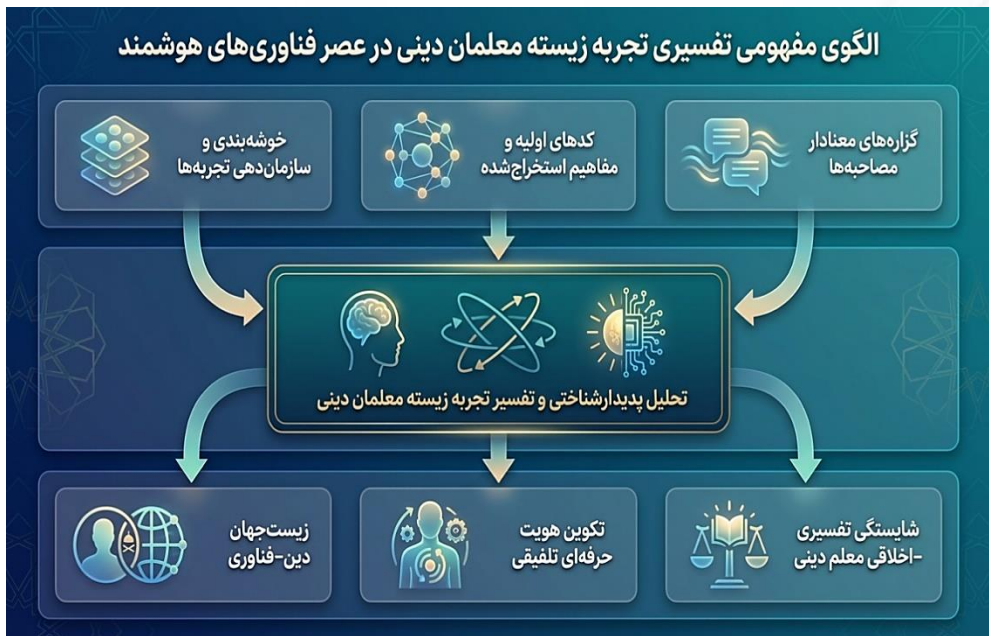 الگوی مفهومی تفسیری تجربه زیسته معلمان دینی در عصر فناوری‌های هوشمند
گزاره‌های معنادار
مصاحبه‌ها
کدهای اولیه و
مفاهیم استخراج‌شده
خوشه‌بندی و
سازمان‌دهی تجربه‌ها
تحلیل پدیدارشناختی و تفسیر تجربه زیسته معلمان دینی
شایستگی تفسیری
-اخلاقی معلم دینی
تکوین هویت
حرفه‌ای تلفیقی
زیست‌جهان
دین-فناوری